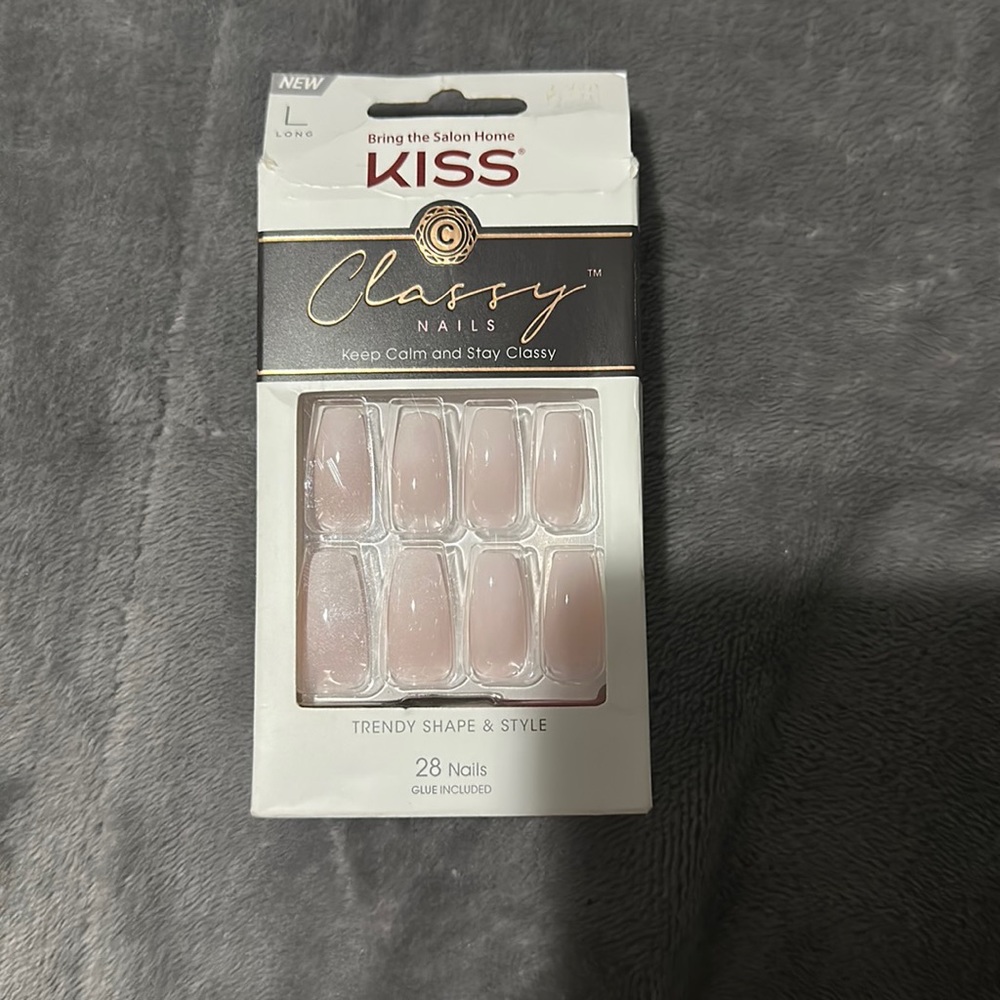 NEW
L
LONG
Bring the Salon Home
KISS®
C
Classy™
NAILS
Keep Calm and Stay Classy
TRENDY SHAPE & STYLE
28 Nails
GLUE INCLUDED